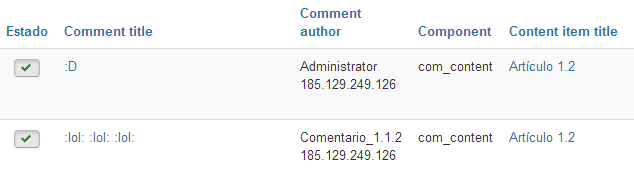 Estado Comment title Comment author Component Content item title
:D Administrator 185.129.249.126 com_content Artículo 1.2
:lol: :lol: :lol: Comentario_1.1.2 185.129.249.126 com_content Artículo 1.2